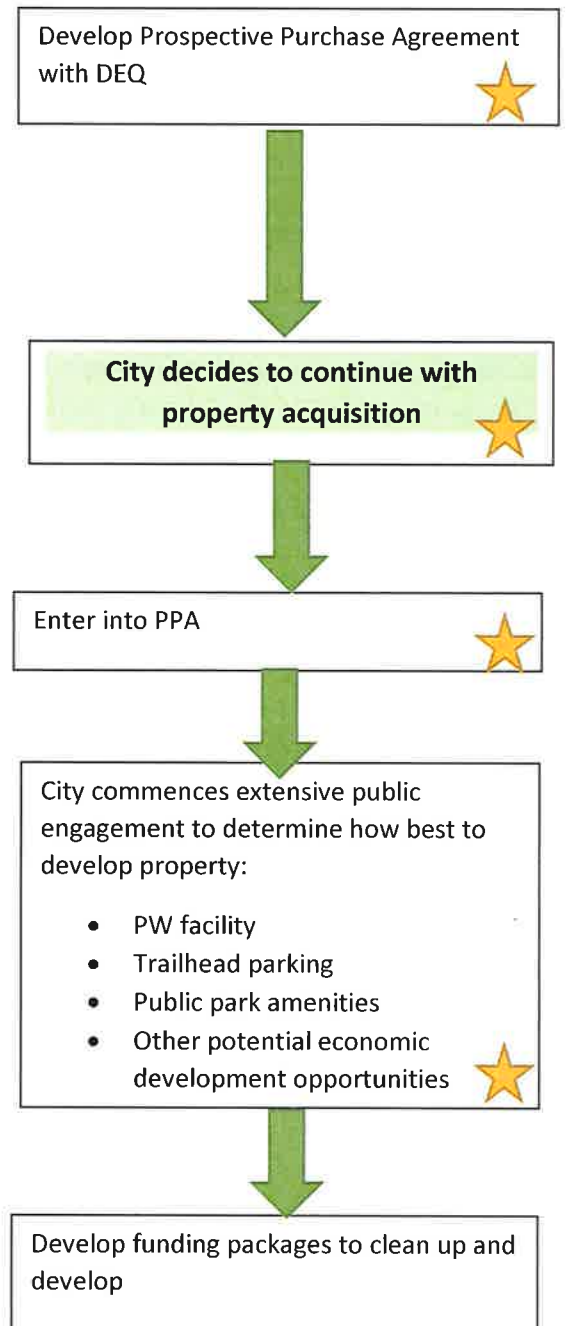 Develop Prospective Purchase Agreement
with DEQ
City decides to continue with
property acquisition
Enter into PPA
City commences extensive public
engagement to determine how best to
develop property:
• PW facility
• Trailhead parking
• Public park amenities
• Other potential economic
development opportunities
Develop funding packages to clean up and
develop